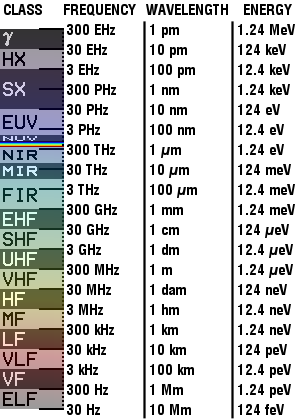 CLASS FREQUENCY WAVELENGTH ENERGY
300 EHz 1 pm 1.24 MeV
γ
30 EHz 10 pm 124 keV
HX
3 EHz 100 pm 12.4 keV
SX
300 PHz 1 nm 1.24 keV
30 PHz 10 nm 124 eV
EUV
3 PHz 100 nm 12.4 eV
NUV
300 THz 1 µm 1.24 eV
NIR
30 THz 10 µm 124 meV
MIR
3 THz 100 µm 12.4 meV
FIR
300 GHz 1 mm 1.24 meV
EHF
30 GHz 1 cm 124 µeV
SHF
3 GHz 1 dm 12.4 µeV
UHF
300 MHz 1 m 1.24 µeV
VHF
30 MHz 1 dam 124 neV
HF
3 MHz 1 hm 12.4 neV
MF
300 kHz 1 km 1.24 neV
LF
30 kHz 10 km 124 peV
VLF
3 kHz 100 km 12.4 peV
VF
300 Hz 1 Mm 1.24 peV
ELF
30 Hz 10 Mm 124 feV